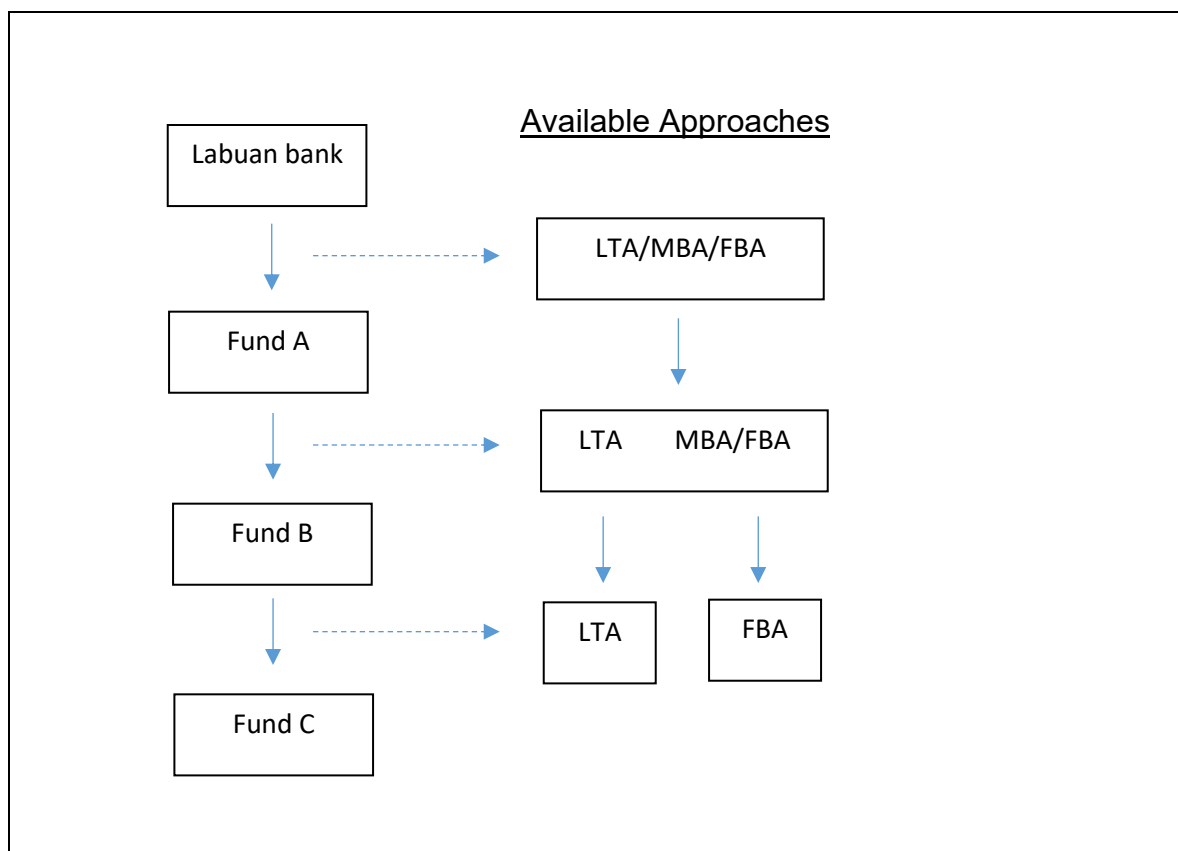 Available Approaches
Labuan bank
LTA/MBA/FBA
Fund A
LTA MBA/FBA
Fund B
LTA
FBA
Fund C